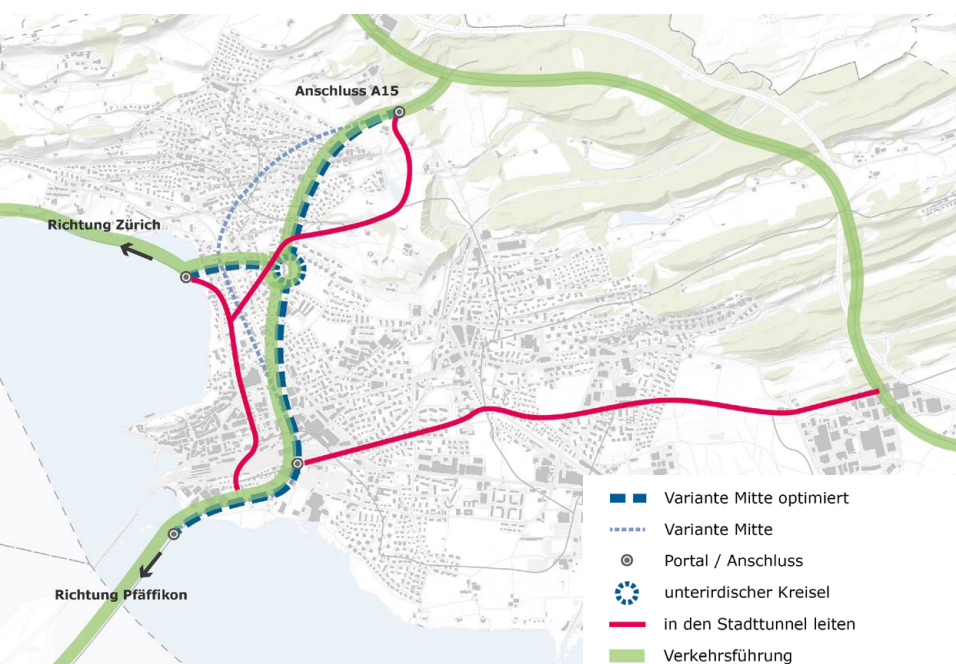 Anschluss A15
Richtung Zürich
Richtung Pfäffikon
Variante Mitte optimiert
Variante Mitte
Portal / Anschluss
unterirdischer Kreisel
in den Stadttunnel leiten
Verkehrsführung